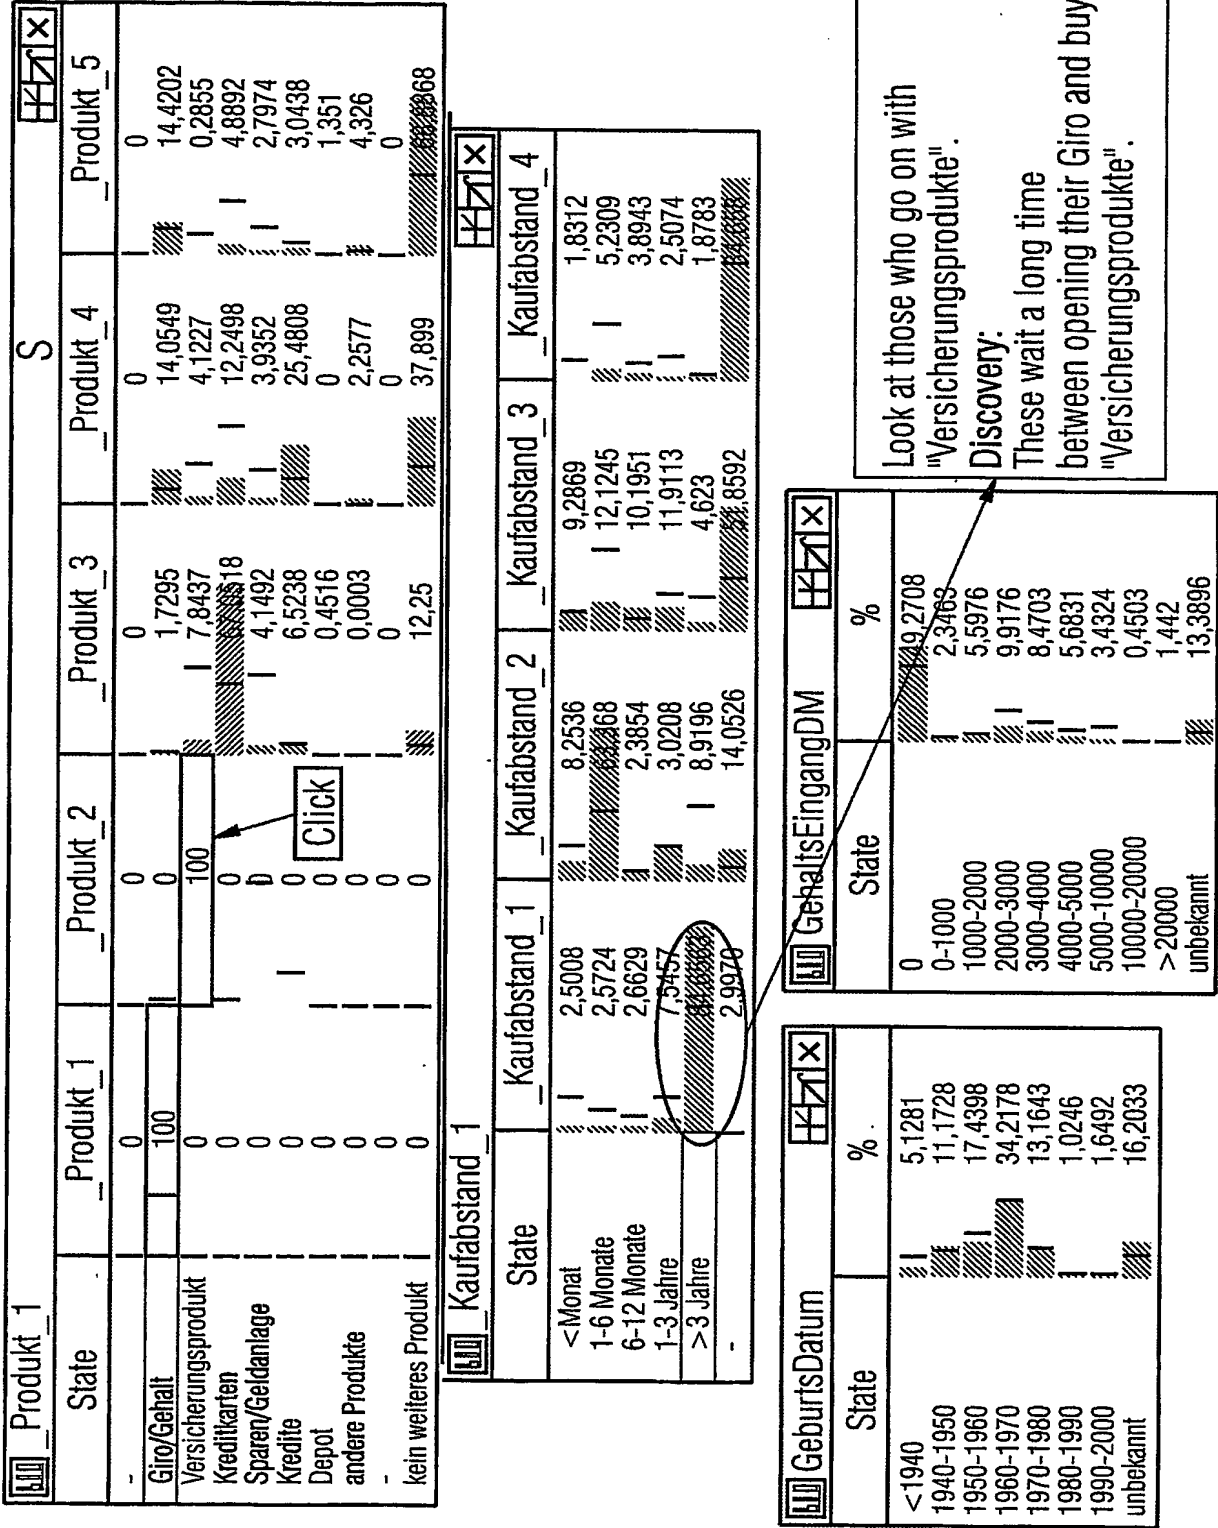 _Produkt_1 S
State _Produkt_1 _Produkt_2 _Produkt_3 _Produkt_4 _Produkt_5
- 0 0 0 0 0
Giro/Gehalt 100 0 1,7295 14,0549 14,4202
Versicherungsprodukt 0 100 7,8437 4,1227 0,2855
Kreditkarten 0 0 12,2498 4,8892
Sparen/Geldanlage 0 0 4,1492 3,9352 2,7974
Kredite 0 0 6,5238 25,4808 3,0438
Depot 0 0 0,4516 0 1,351
andere Produkte 0 0 0,0003 2,2577 4,326
- 0 0 0 0 0
kein weiteres Produkt 0 0 12,25 37,899
Click
_Kaufabstand_1
State _Kaufabstand_1 _Kaufabstand_2 _Kaufabstand_3 _Kaufabstand_4
<Monat 2,5008 8,2536 9,2869 1,8312
1-6 Monate 2,5724 12,1245 5,2309
6-12 Monate 2,6629 2,3854 10,1951 3,8943
1-3 Jahre 7,5457 3,0208 11,9113 2,5074
>3 Jahre 8,9196 4,623 1,8783
- 2,9970 14,0526 51,8592
GeburtsDatum
State %
<1940 5,1281
1940-1950 11,1728
1950-1960 17,4398
1960-1970 34,2178
1970-1980 13,1643
1980-1990 1,0246
1990-2000 1,6492
unbekannt 16,2033
GehaltsEingangDM
State %
0 49,2708
0-1000 2,3463
1000-2000 5,5976
2000-3000 9,9176
3000-4000 8,4703
4000-5000 5,6831
5000-10000 3,4324
10000-20000 0,4503
>20000 1,442
unbekannt 13,3896
Look at those who go on with
"Versicherungsprodukte".
Discovery:
These wait a long time
between opening their Giro and buy
"Versicherungsprodukte".